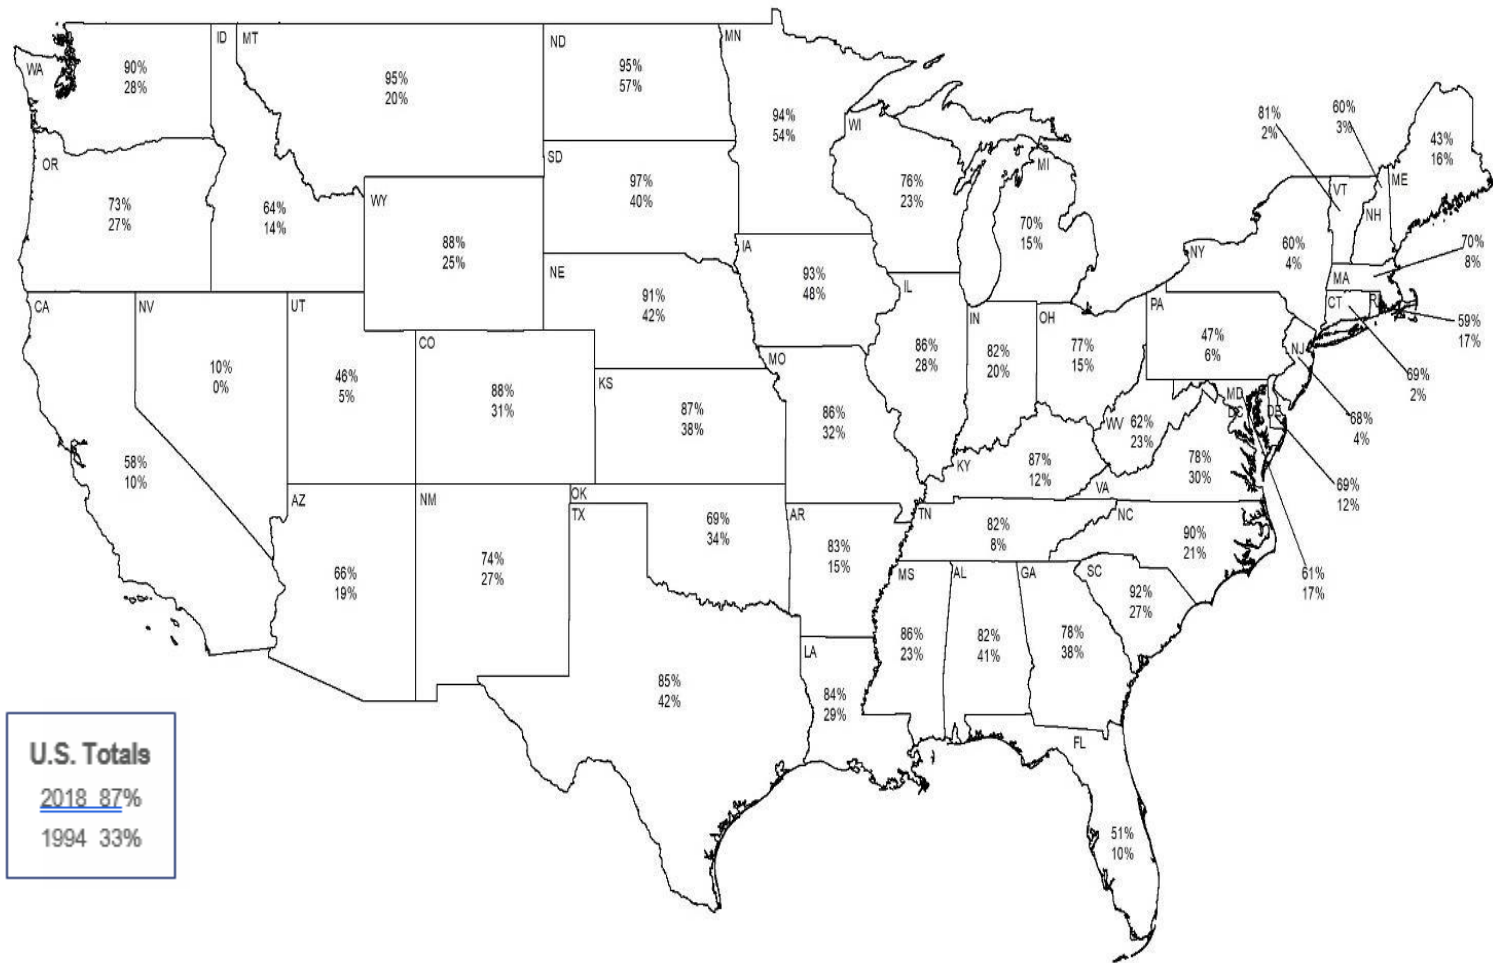 WA
90%
28%
ID
MT
95%
20%
ND
95%
57%
MN
94%
54%
OR
73%
27%
64%
14%
WY
88%
25%
SD
97%
40%
WI
76%
23%
MI
70%
15%
81%
2%
60%
3%
VT
NH
ME
43%
16%
NY
60%
4%
MA
70%
8%
CT
RI
59%
17%
69%
2%
CA
58%
10%
NV
10%
0%
UT
46%
5%
CO
88%
31%
NE
91%
42%
IA
93%
48%
IL
86%
28%
IN
82%
20%
OH
77%
15%
PA
47%
6%
NJ
68%
4%
KS
87%
38%
MO
86%
32%
KY
87%
12%
WV
62%
23%
VA
78%
30%
MD
DC
DE
69%
12%
61%
17%
AZ
66%
19%
NM
74%
27%
OK
69%
34%
TX
85%
42%
AR
83%
15%
TN
82%
8%
NC
90%
21%
LA
84%
29%
MS
86%
23%
AL
82%
41%
GA
78%
38%
SC
92%
27%
FL
51%
10%
U.S. Totals
2018 87%
1994 33%